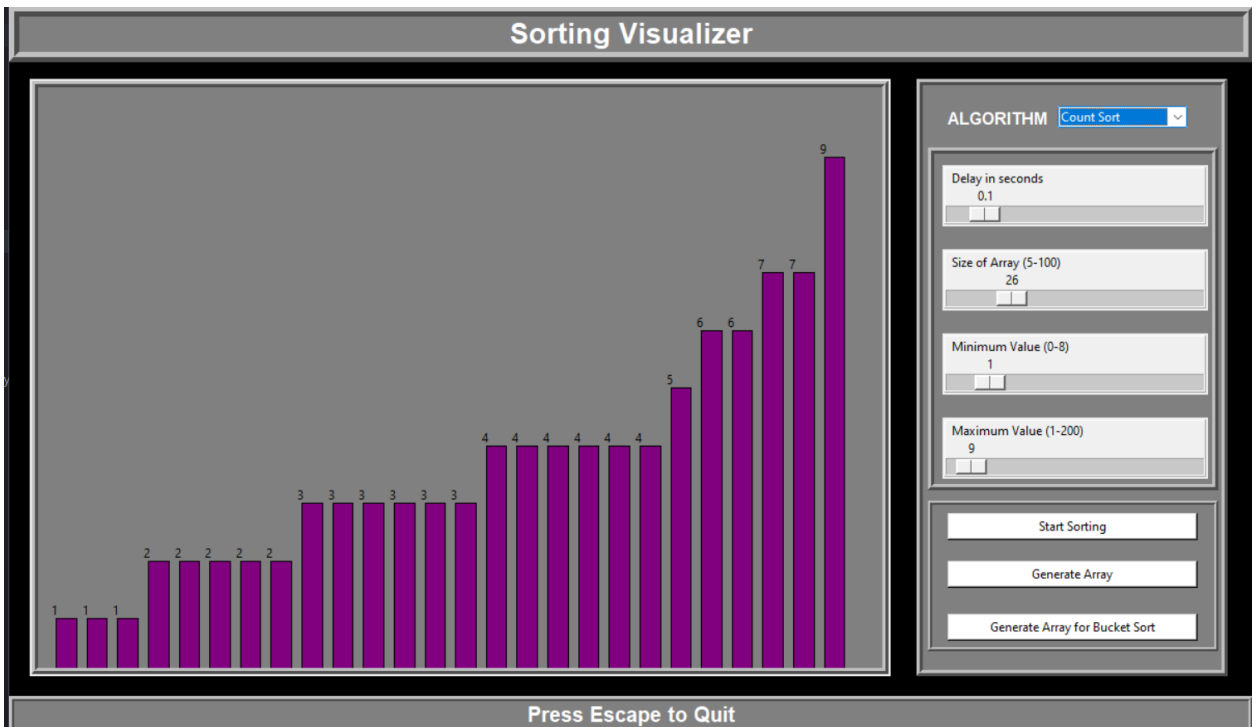 Sorting Visualizer
ALGORITHM Count Sort
Delay in seconds
0.1
Size of Array (5-100)
26
Minimum Value (0-8)
1
Maximum Value (1-200)
9
Start Sorting
Generate Array
Generate Array for Bucket Sort
9
7 7
6 6
5
4 4 4 4 4 4
3 3 3 3 3 3
2 2 2 2 2
1 1 1
Press Escape to Quit